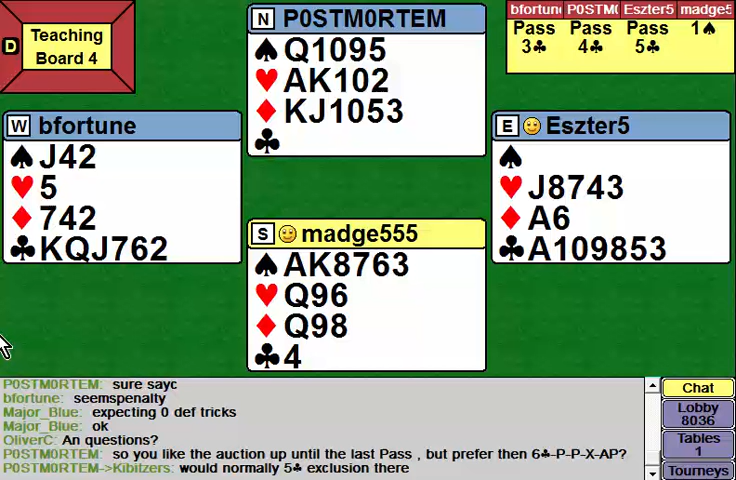 D
Teaching
Board 4
N P0STM0RTEM
♠ Q1095
♥ AK102
♦ KJ1053
♣
bfortun P0STM( Eszter5 madge5
Pass Pass Pass 1♠
3♣ 4♣ 5♣
W bfortune
♠ J42
♥ 5
♦ 742
♣ KQJ762
E Eszter5
♠
♥ J8743
♦ A6
♣ A109853
S madge555
♠ AK8763
♥ Q96
♦ Q98
♣ 4
P0STM0RTEM: sure sayc
bfortune: seemspenalty
Major_Blue: expecting 0 def tricks
Major_Blue: ok
OliverC: An questions?
P0STM0RTEM: so you like the auction up until the last Pass , but prefer then 6♣-P-P-X-AP?
P0STM0RTEM->Kibitzers: would normally 5♣ exclusion there
Chat
Lobby
8036
Tables
1
Tourneys